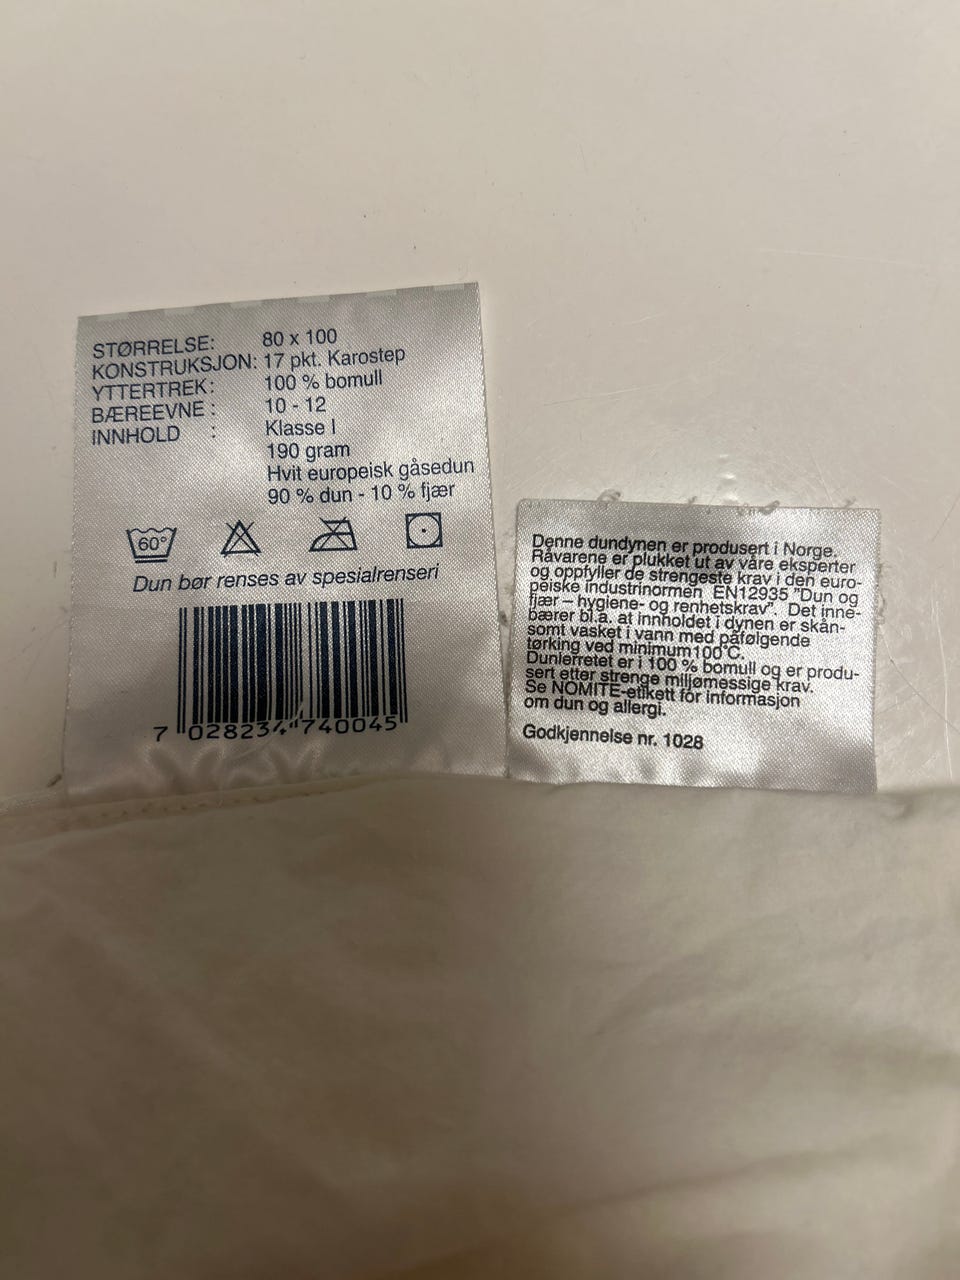 STØRRELSE: 80 x 100
KONSTRUKSJON: 17 pkt. Karostep
YTTERTREK: 100 % bomull
BÆREEVNE : 10 - 12
INNHOLD : Klasse I
190 gram
Hvit europeisk gåsedun
90 % dun - 10 % fjær
60°
Dun bør renses av spesialrenseri
7 028234 740045
Denne dundynen er produsert i Norge.
Råvarene er plukket ut av våre eksperter
og oppfyller de strengeste krav i den euro-
peiske industrinormen EN12935 "Dun og
fjær – hygiene- og renhetskrav". Det inne-
bærer bl.a. at innholdet i dynen er skån-
somt vasket i vann med påfølgende
tørking ved minimum100°C.
Dunlerretet er i 100 % bomull og er produ-
sert etter strenge miljømessige krav.
Se NOMITE-etikett for informasjon
om dun og allergi.
Godkjennelse nr. 1028